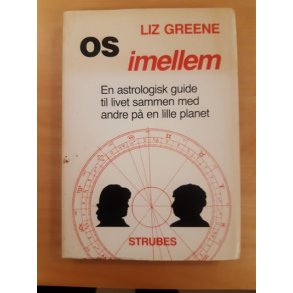 LIZ GREENE
os
imellem
En astrologisk guide
til livet sammen med
andre på en lille planet
STRUBES